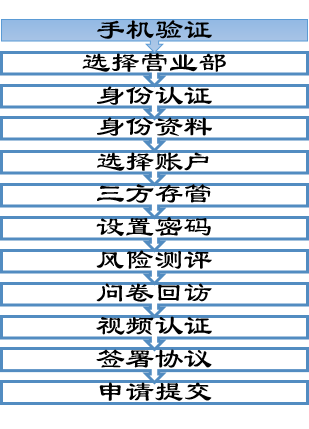 手机验证
选择营业部
身份认证
身份资料
选择账户
三方存管
设置密码
风险测评
问卷回访
视频认证
签署协议
申请提交